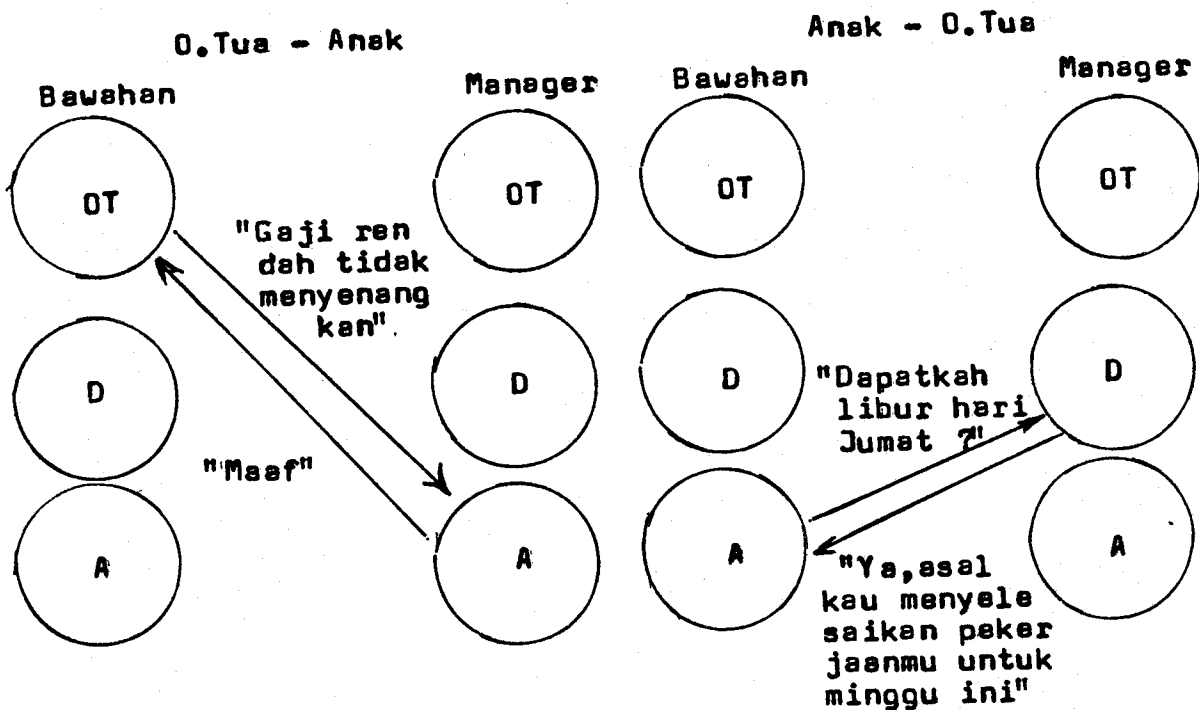 O.Tua - Anak
Bawahan
Manager
OT
OT
"Gaji ren
dah tidak
menyenang
kan".
D
D
"Maaf"
A
A
Anak - O.Tua
Bawahan
Manager
OT
OT
D
D
"Dapatkah
libur hari
Jumat ?"
A
A
"Ya,asal
kau menyele
saikan peker
jaanmu untuk
minggu ini"